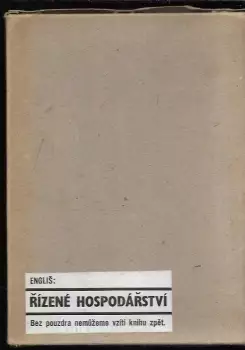 ENGLIŠ:
ŘÍZENÉ HOSPODÁŘSTVÍ
Bez pouzdra nemůžeme vzíti knihu zpět.